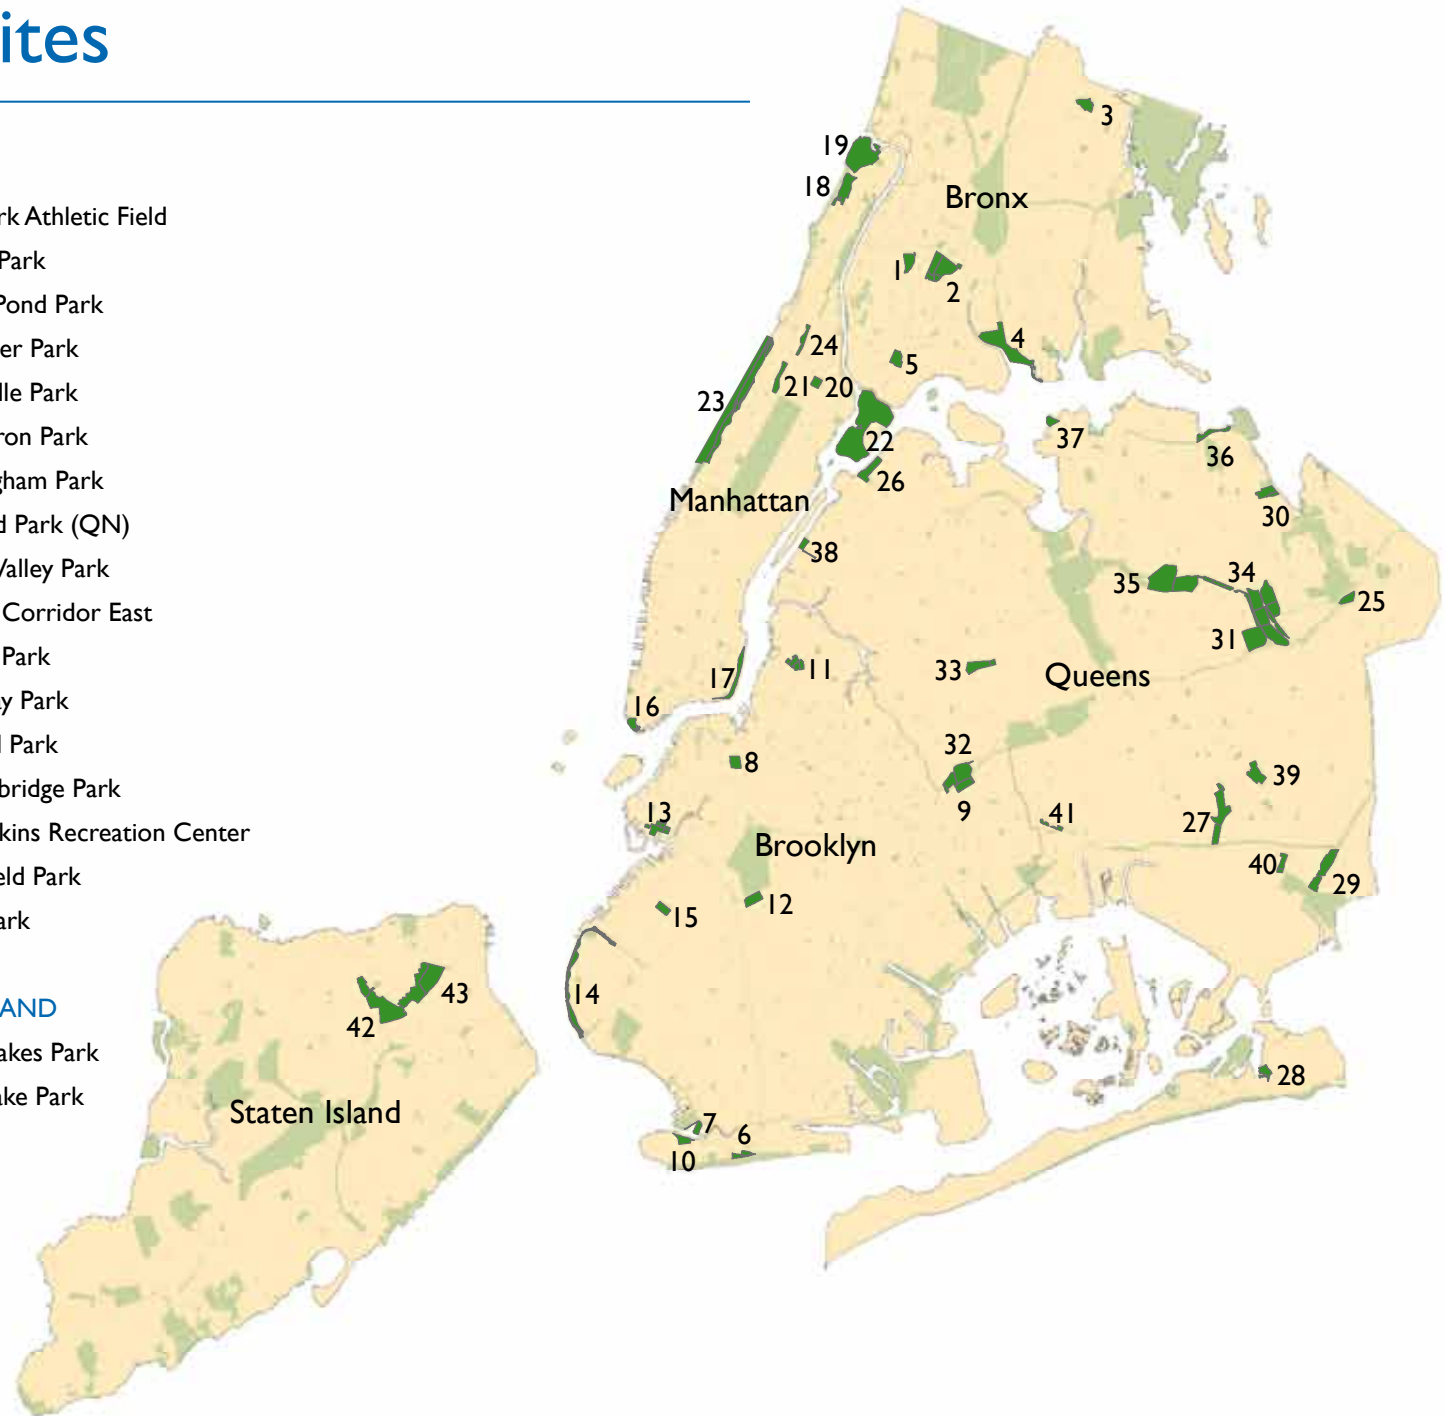 ites
rk Athletic Field
Park
Pond Park
er Park
lle Park
ron Park
gham Park
d Park (QN)
Valley Park
Corridor East
Park
y Park
l Park
bridge Park
kins Recreation Center
eld Park
ark
AND
akes Park
ake Park
3
19
18
Bronx
1
2
4
24
5
21
20
23
22
37
36
26
Manhattan
30
38
35
34
25
31
11
33
Queens
17
16
32
8
39
9
13
41
27
Brooklyn
40
29
12
15
14
43
42
28
Staten Island
7
6
10